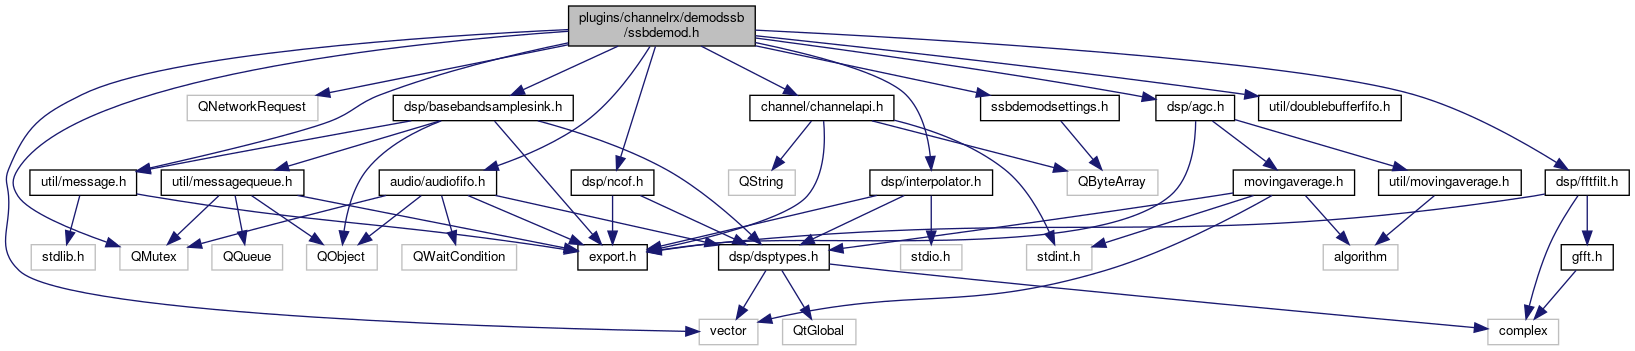 plugins/channelrx/demodssb
/ssbdemod.h
QNetworkRequest
dsp/basebandsamplesink.h
channel/channelapi.h
ssbdemodsettings.h
dsp/agc.h
util/doublebufferfifo.h
util/message.h
util/messagequeue.h
audio/audiofifo.h
dsp/ncof.h
QString
dsp/interpolator.h
QByteArray
movingaverage.h
util/movingaverage.h
dsp/fftfilt.h
stdlib.h
QMutex
QQueue
QObject
QWaitCondition
export.h
dsp/dsptypes.h
stdio.h
stdint.h
algorithm
gfft.h
vector
QtGlobal
complex